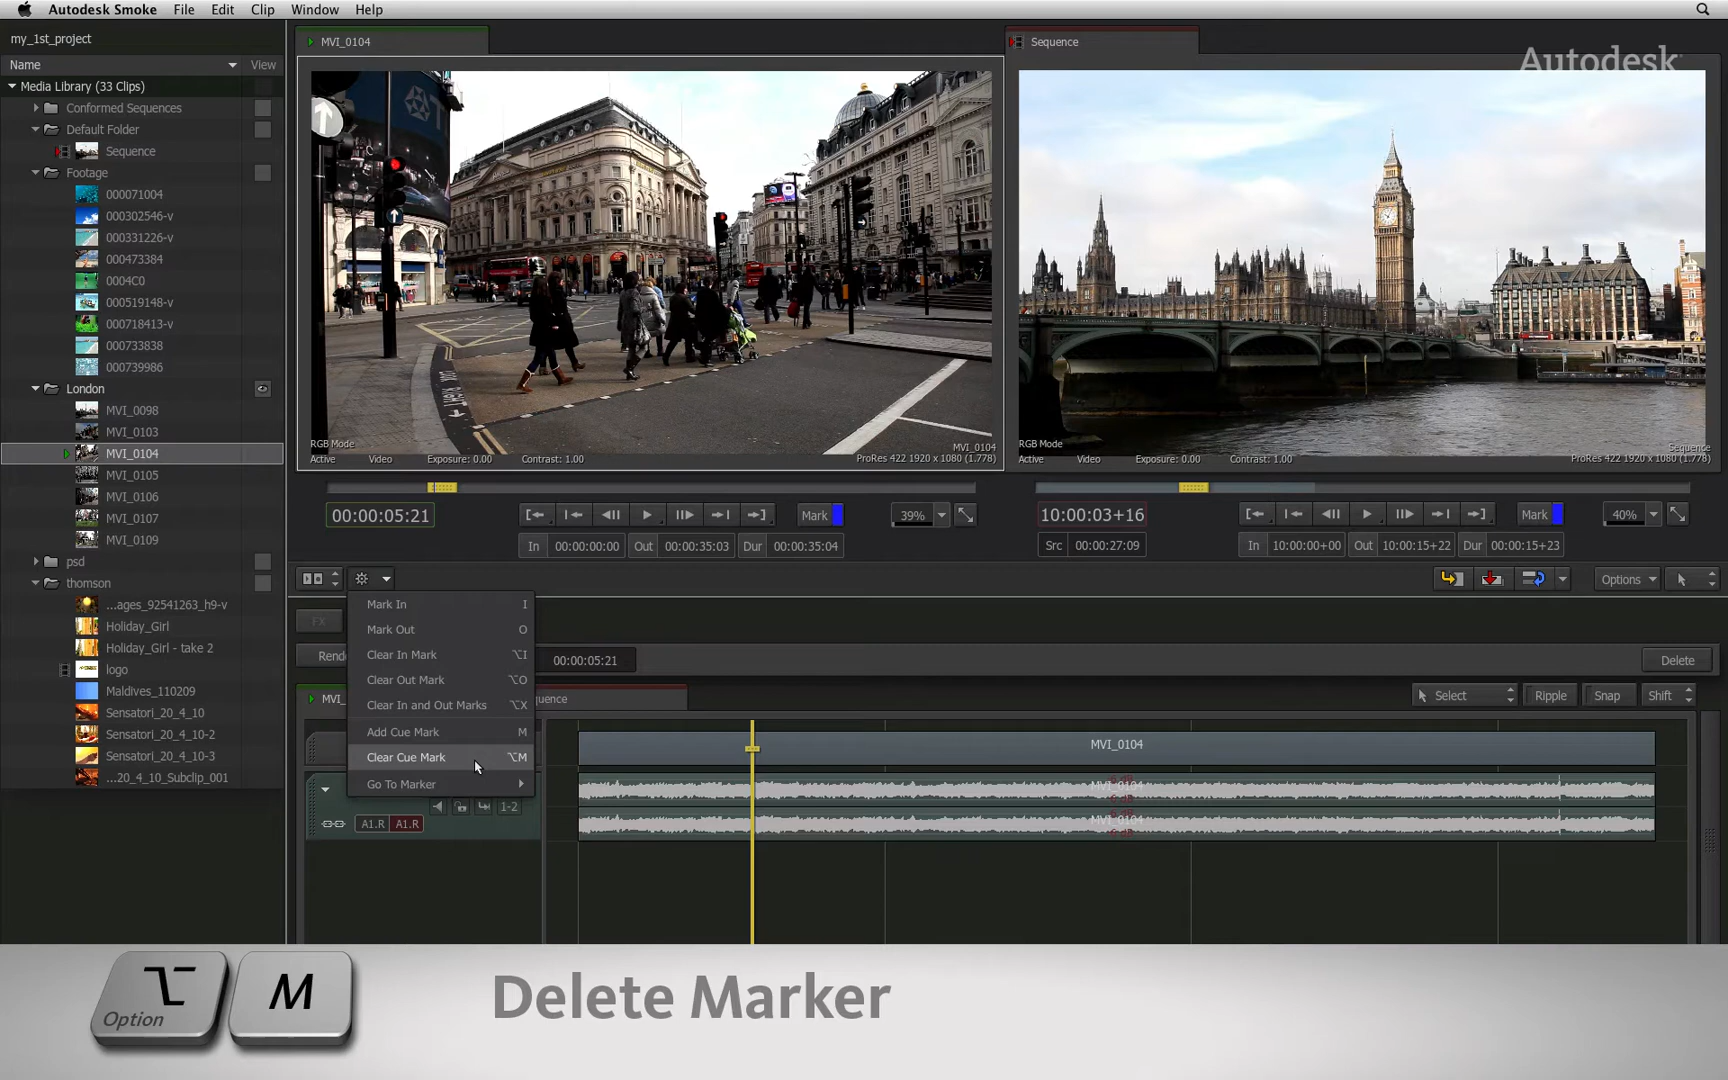 Autodesk Smoke File Edit Clip Window Help
my_1st_project
Name View
Media Library (33 Clips)
Conformed Sequences
Default Folder
Sequence
Footage
000071004
000302546-v
000331226-v
000473384
0004C0
000519148-v
000718413-v
000733838
000739986
London
MVI_0098
MVI_0103
MVI_0104
MVI_0105
MVI_0106
MVI_0107
MVI_0109
psd
thomson
...ages_92541263_h9-v
Holiday_Girl
Holiday_Girl - take 2
logo
Maldives_110209
Sensatori_20_4_10
Sensatori_20_4_10-2
Sensatori_20_4_10-3
...20_4_10_Subclip_001
MVI_0104
RGB Mode MVI_0104
Active Video Exposure: 0.00 Contrast: 1.00 ProRes 422 1920 x 1080 (1.778)
00:00:05:21 Mark 39%
In 00:00:00:00 Out 00:00:35:03 Dur 00:00:35:04
Sequence
Autodesk
RGB Mode Sequence
Active Video Exposure: 0.00 Contrast: 1.00 ProRes 422 1920 x 1080 (1.778)
10:00:03+16 Mark 40%
Src 00:00:27:09 In 10:00:00+00 Out 10:00:15+22 Dur 00:00:15+23
Options
Mark In I
Mark Out O
Clear In Mark ⌥I
Clear Out Mark ⌥O
Clear In and Out Marks ⌥X
Add Cue Mark M
Clear Cue Mark ⌥M
Go To Marker
FX
Rende 00:00:05:21 Delete
MVI_ quence Select Ripple Snap Shift
MVI_0104
MVI_0104
MVI_0104
1-2
A1.R A1.R
⌥ Option M Delete Marker